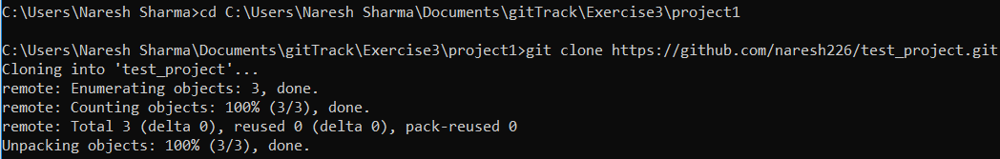 C:\Users\Naresh Sharma>cd C:\Users\Naresh Sharma\Documents\gitTrack\Exercise3\project1
C:\Users\Naresh Sharma\Documents\gitTrack\Exercise3\project1>git clone https://github.com/naresh226/test_project.git
Cloning into 'test_project'...
remote: Enumerating objects: 3, done.
remote: Counting objects: 100% (3/3), done.
remote: Total 3 (delta 0), reused 0 (delta 0), pack-reused 0
Unpacking objects: 100% (3/3), done.